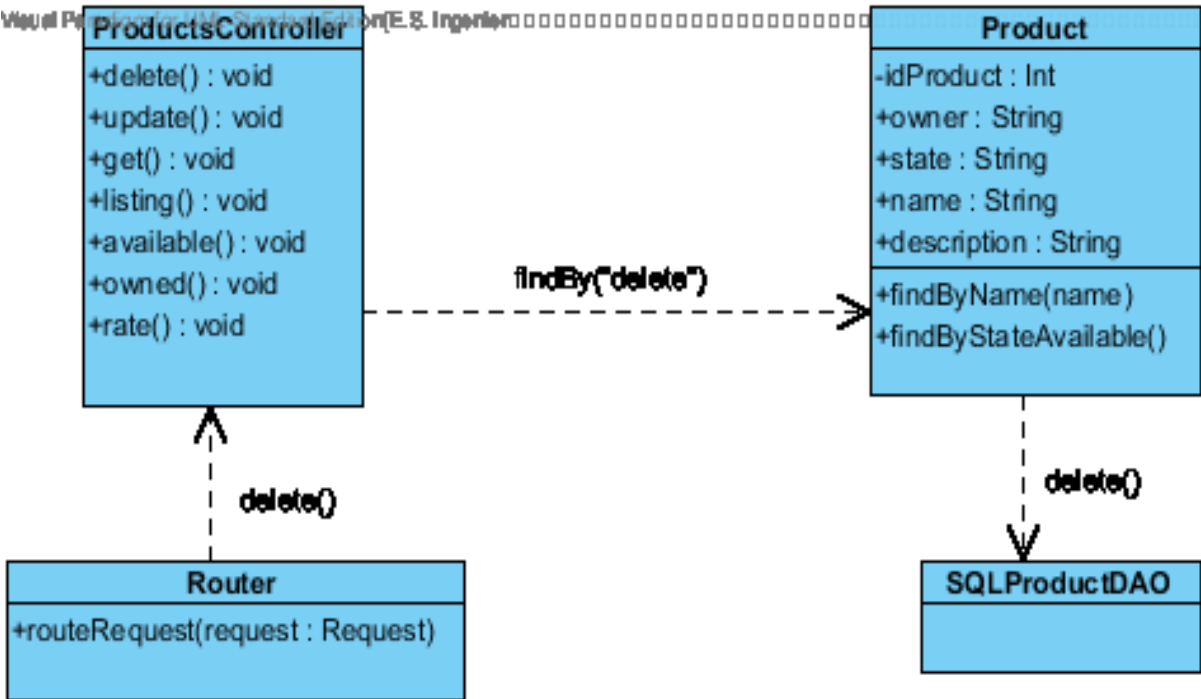 ProductsController
+delete() : void
+update() : void
+get() : void
+listing() : void
+available() : void
+owned() : void
+rate() : void
findBy("delete")
Product
-idProduct : Int
+owner : String
+state : String
+name : String
+description : String
+findByName(name)
+findByStateAvailable()
delete()
delete()
Router
+routeRequest(request : Request)
SQLProductDAO